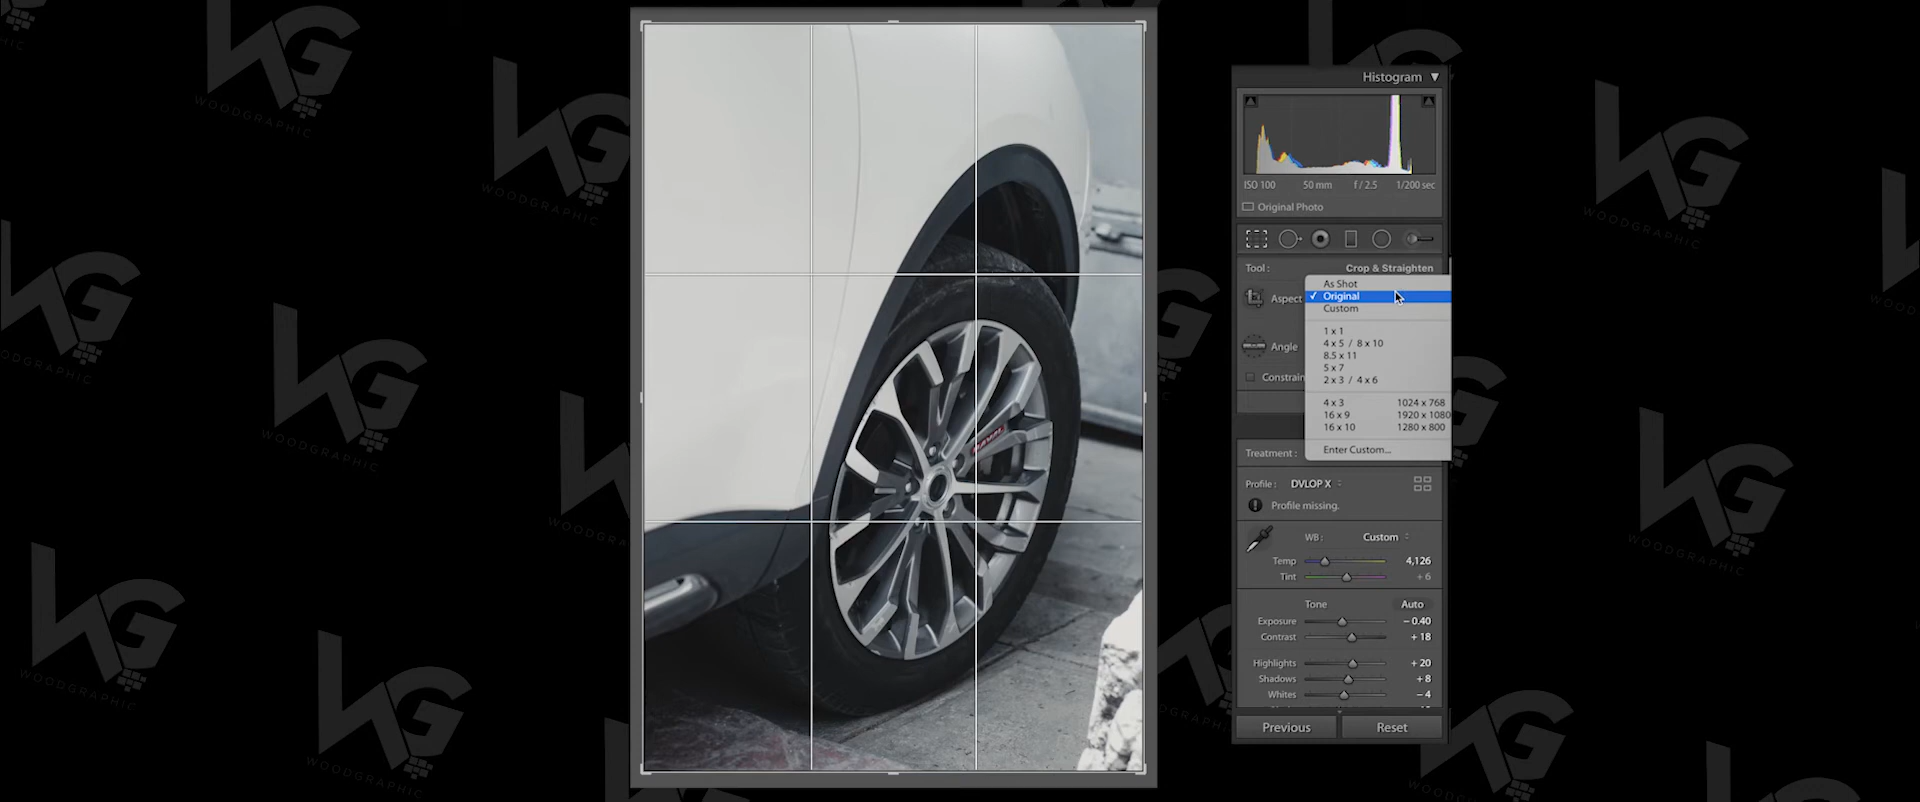 WG
WOODGRAPHIC
HAVAL
Histogram
ISO 100 50 mm f / 2.5 1/200 sec
Original Photo
Tool : Crop & Straighten
Aspect
As Shot
✓ Original
Custom
1 x 1
4 x 5 / 8 x 10
8.5 x 11
5 x 7
2 x 3 / 4 x 6
4 x 3 1024 x 768
16 x 9 1920 x 1080
16 x 10 1280 x 800
Enter Custom...
Angle
Constrain
Treatment :
Profile : DVLOP X
Profile missing.
WB : Custom
Temp 4,126
Tint + 6
Tone Auto
Exposure − 0.40
Contrast + 18
Highlights + 20
Shadows + 8
Whites − 4
Previous Reset